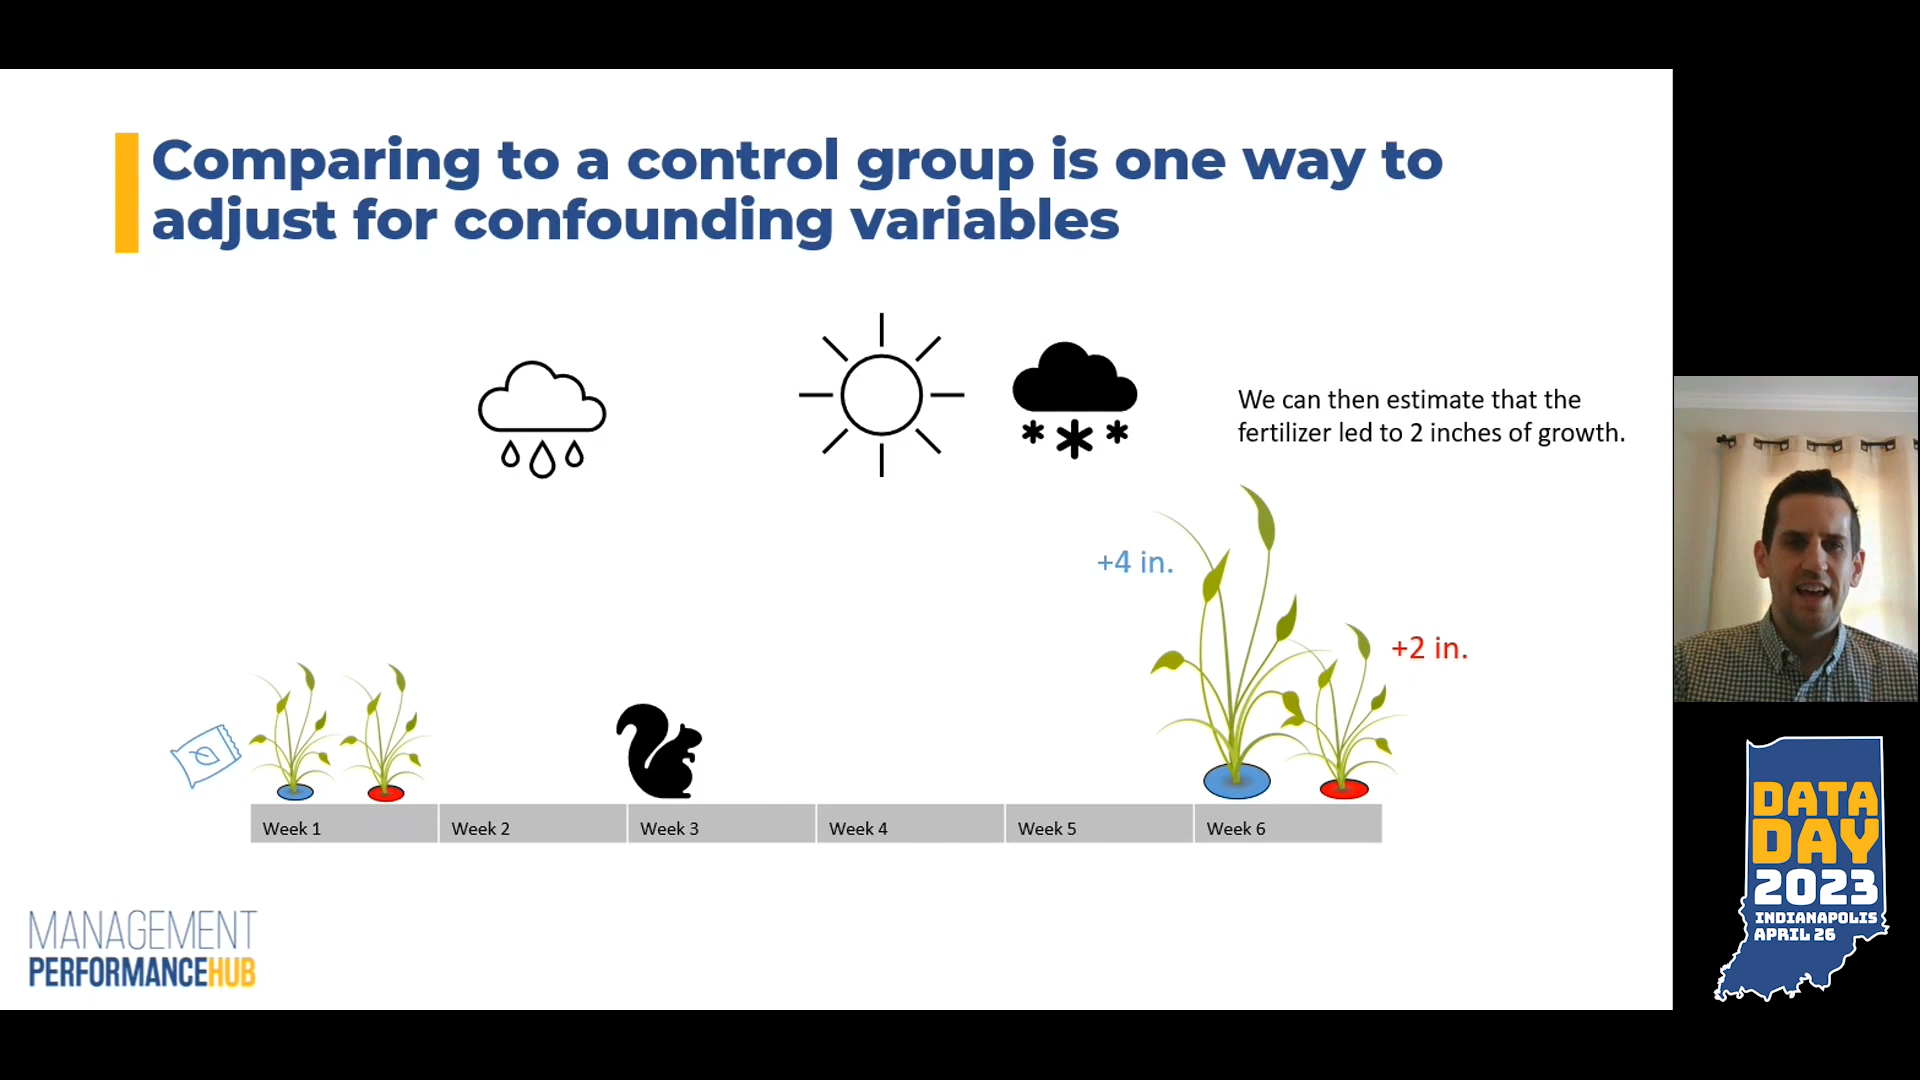 Comparing to a control group is one way to
adjust for confounding variables
We can then estimate that the
fertilizer led to 2 inches of growth.
+4 in.
+2 in.
Week 1
Week 2
Week 3
Week 4
Week 5
Week 6
MANAGEMENT
PERFORMANCEHUB
DATA
DAY
2023
INDIANAPOLIS
APRIL 26